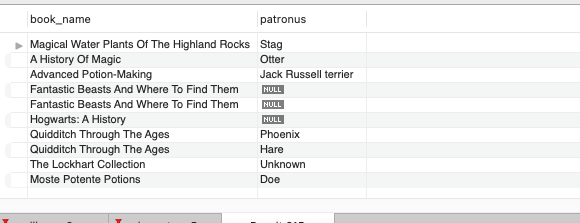 book_name patronus
Magical Water Plants Of The Highland Rocks Stag
A History Of Magic Otter
Advanced Potion-Making Jack Russell terrier
Fantastic Beasts And Where To Find Them NULL
Fantastic Beasts And Where To Find Them NULL
Hogwarts: A History NULL
Quidditch Through The Ages Phoenix
Quidditch Through The Ages Hare
The Lockhart Collection Unknown
Moste Potente Potions Doe